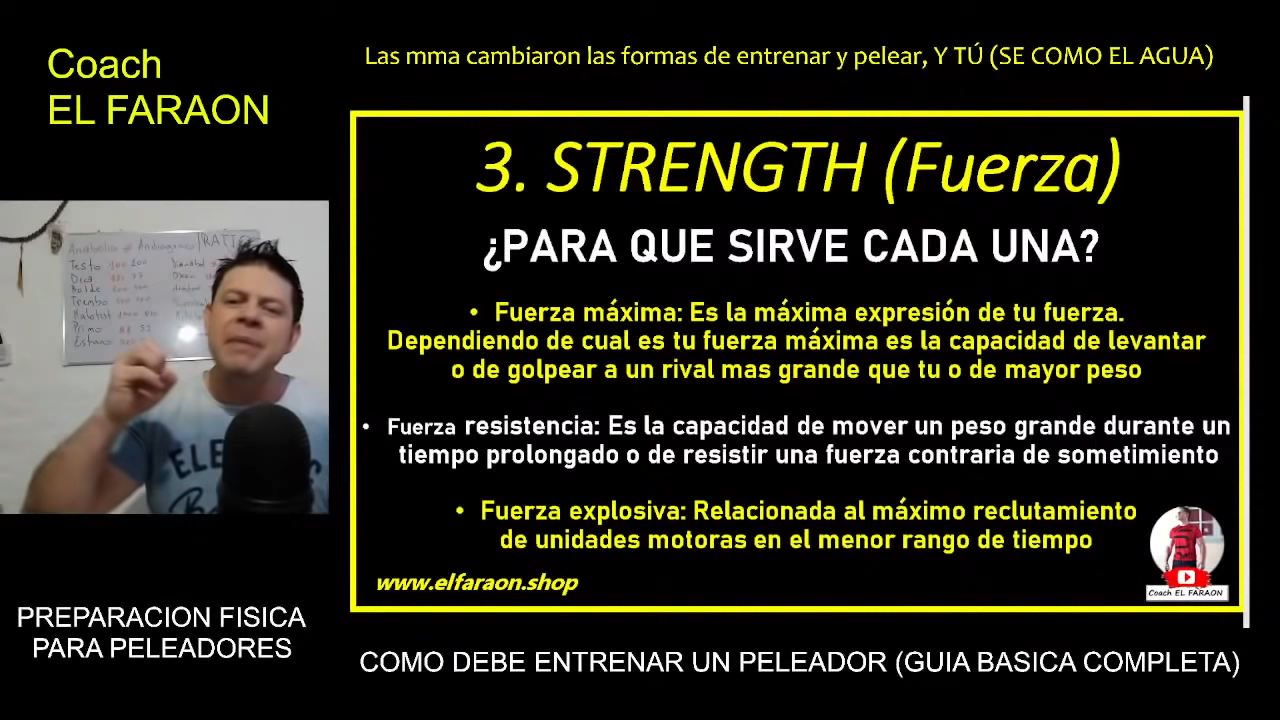 Coach
EL FARAON
Las mma cambiaron las formas de entrenar y pelear, Y TÚ (SE COMO EL AGUA)
3. STRENGTH (Fuerza)
¿PARA QUE SIRVE CADA UNA?
• Fuerza máxima: Es la máxima expresión de tu fuerza.
Dependiendo de cual es tu fuerza máxima es la capacidad de levantar
o de golpear a un rival mas grande que tu o de mayor peso
• Fuerza resistencia: Es la capacidad de mover un peso grande durante un
tiempo prolongado o de resistir una fuerza contraria de sometimiento
• Fuerza explosiva: Relacionada al máximo reclutamiento
de unidades motoras en el menor rango de tiempo
www.elfaraon.shop
Coach EL FARAON
Testo 100 100
Trembo
Primo
PREPARACION FISICA
PARA PELEADORES
COMO DEBE ENTRENAR UN PELEADOR (GUIA BASICA COMPLETA)